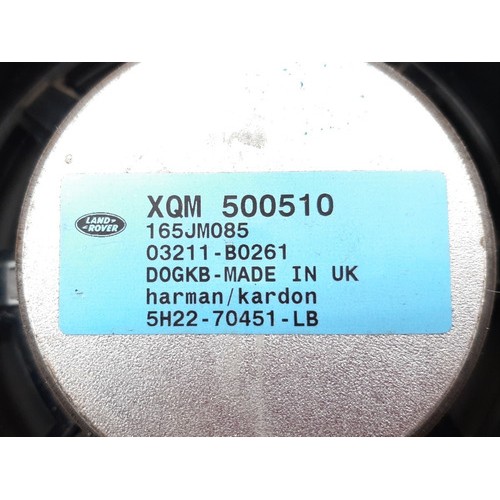 LAND-
ROVER
XQM 500510
165JM085
03211-B0261
DOGKB-MADE IN UK
harman/kardon
5H22-70451-LB